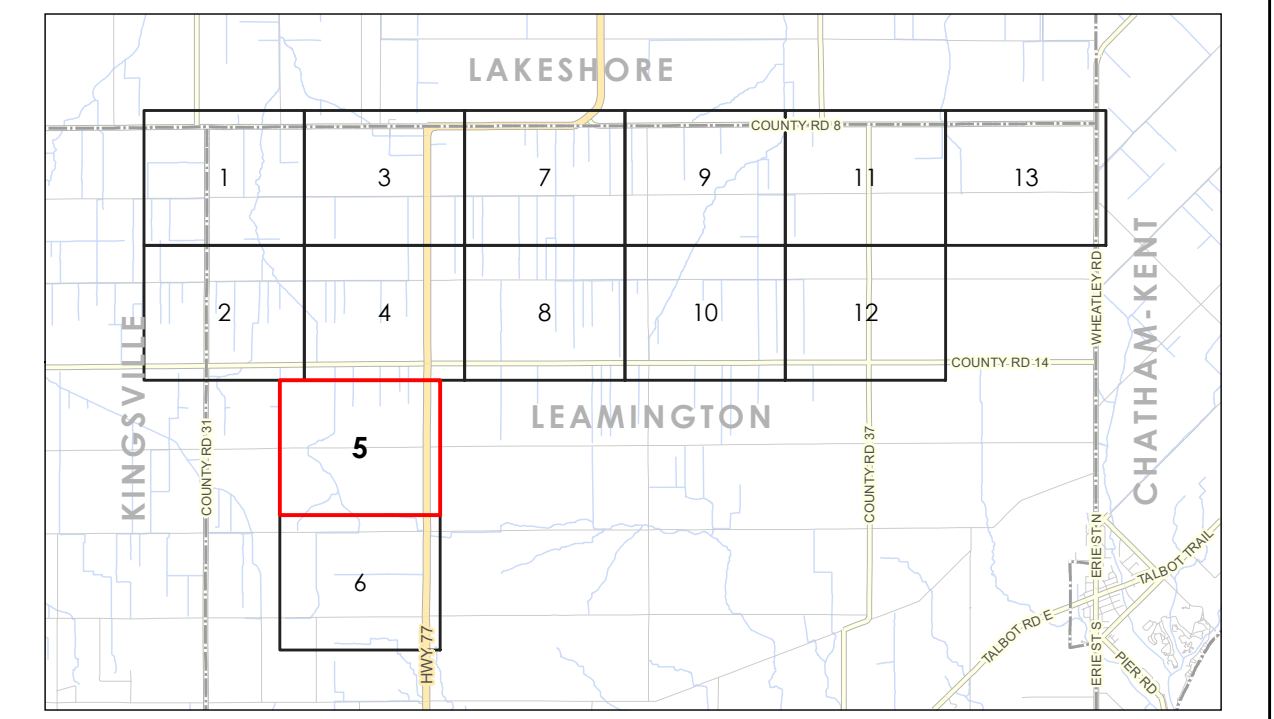 LAKESHORE
COUNTY RD 8
1
3
7
9
11
13
CHATHAM-KENT
WHEATLEY RD
2
4
8
10
12
KINGSVILLE
COUNTY RD 14
LEAMINGTON
COUNTY RD 31
5
COUNTY RD 37
6
HWY 77
ERIE ST N
TALBOT TRAIL
TALBOT RD E
ERIE ST S
PIER RD